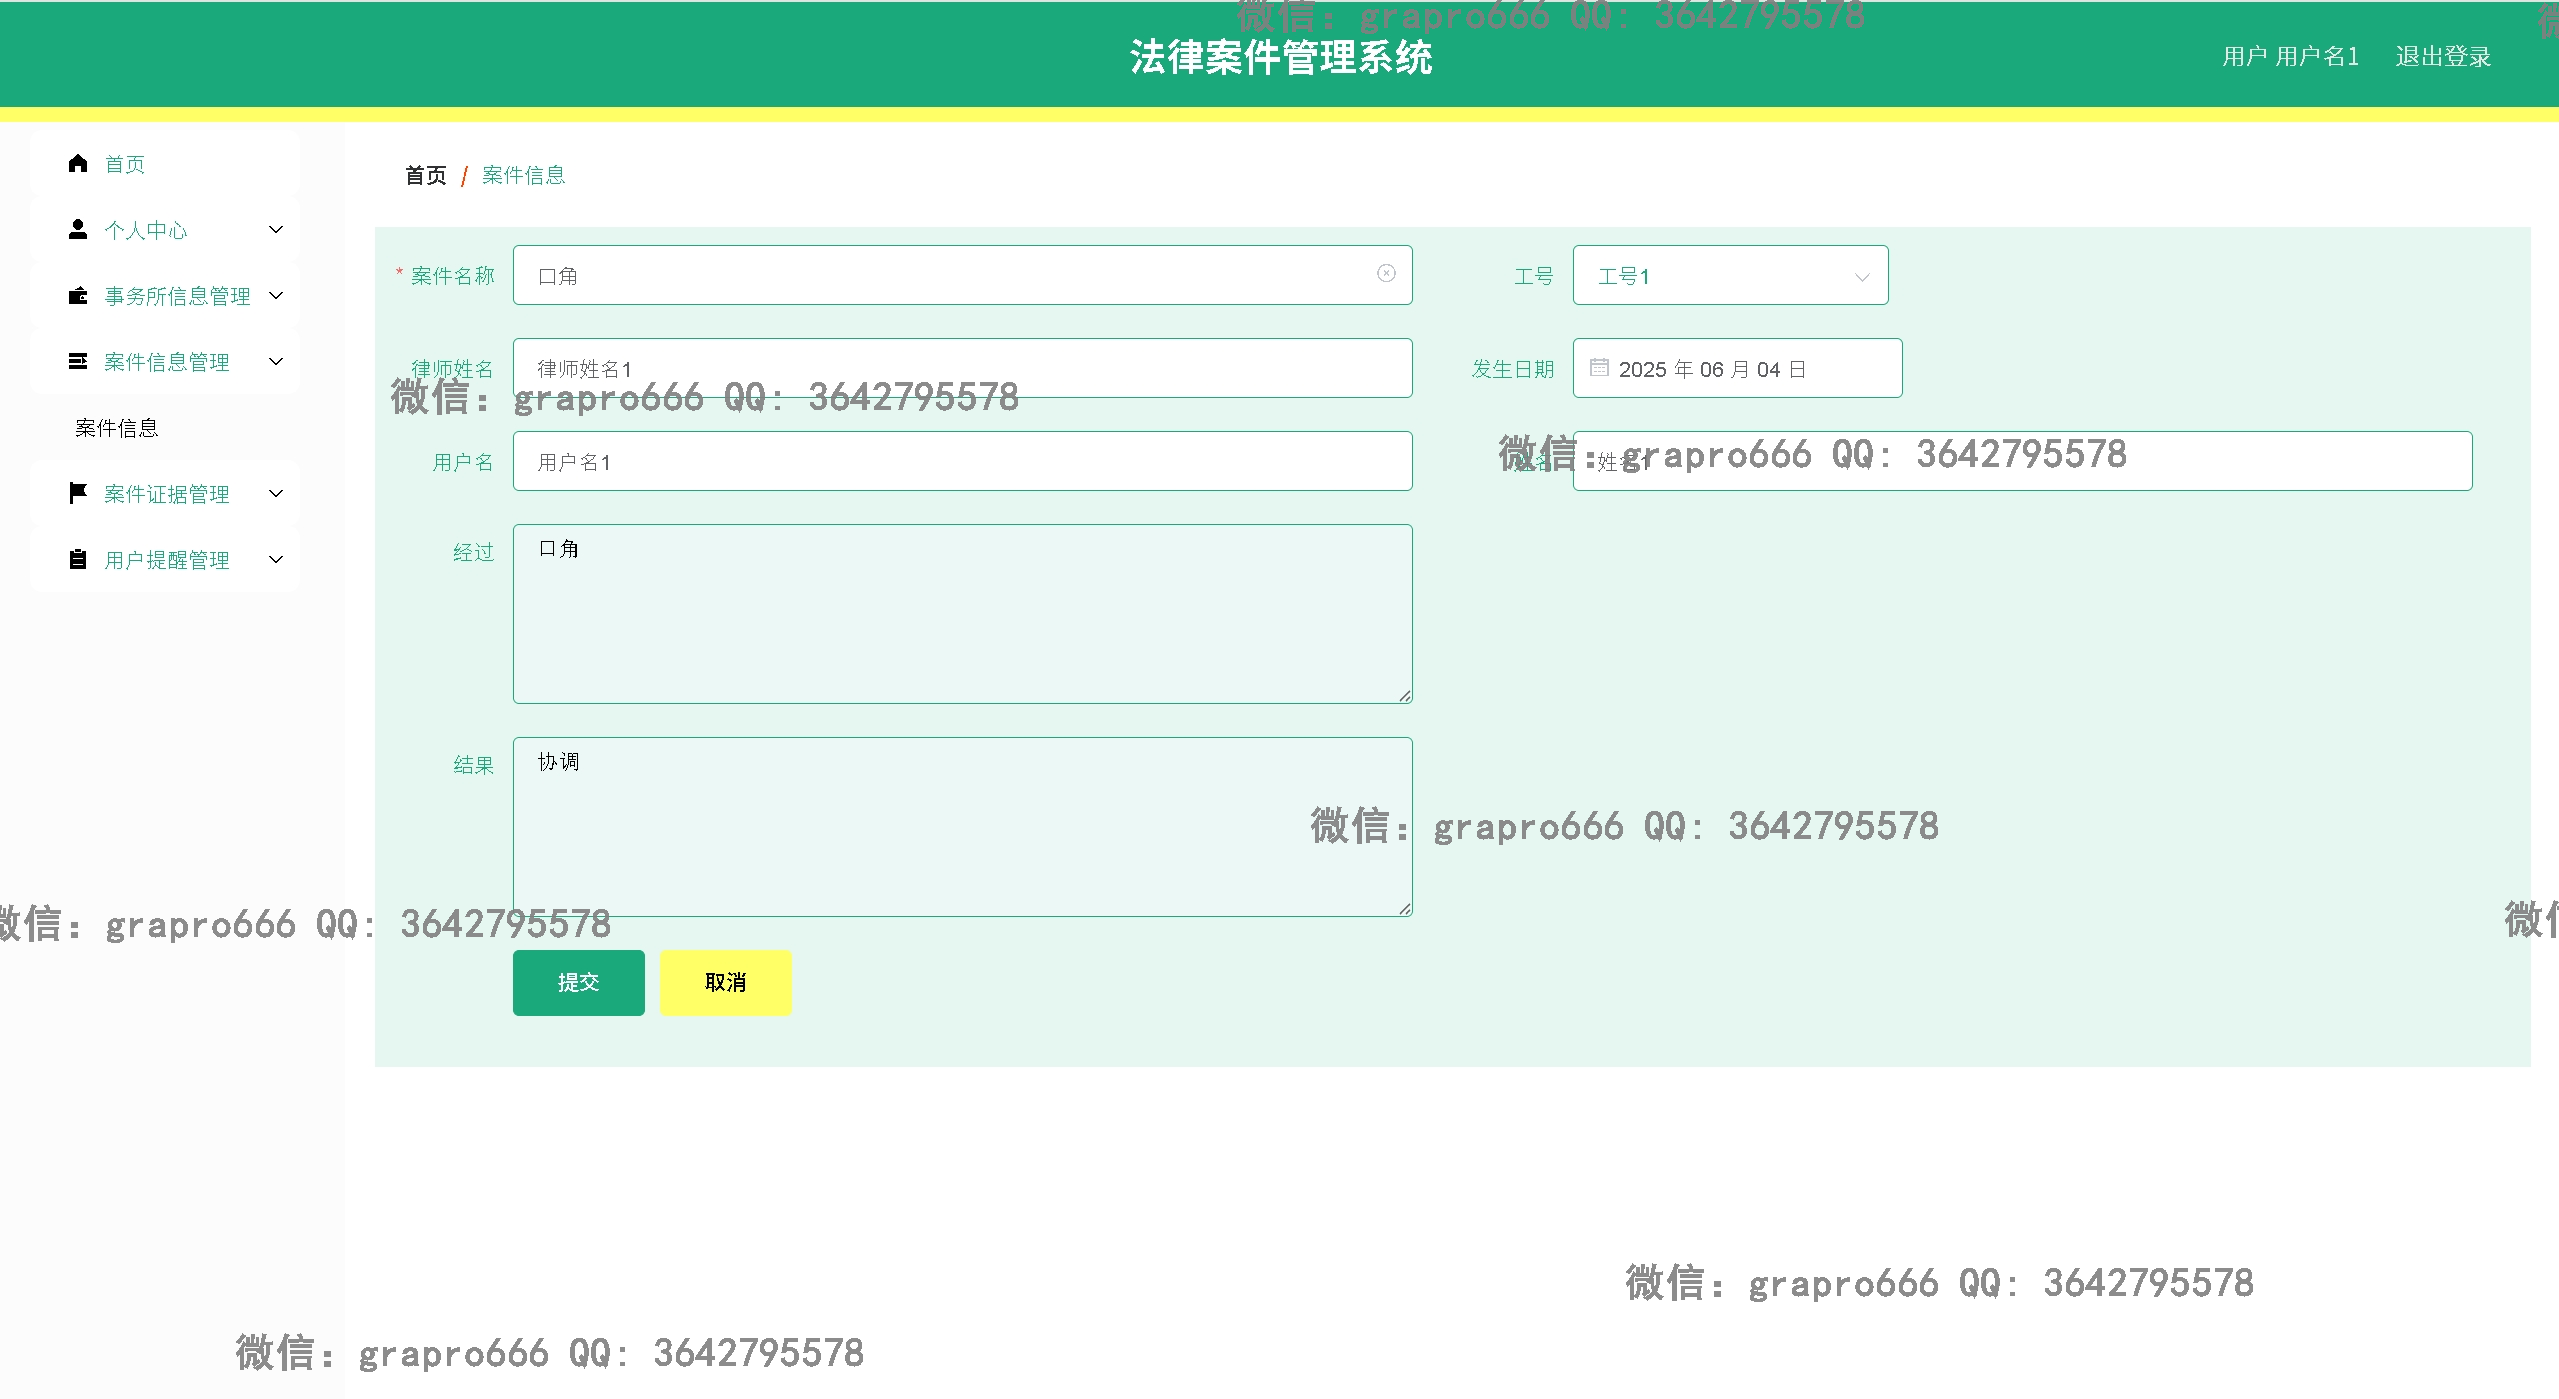 微信: grapro666 QQ: 3642795578
法律案件管理系统
用户 用户名1 退出登录
首页
个人中心
事务所信息管理
案件信息管理
案件信息
案件证据管理
用户提醒管理
首页 / 案件信息
* 案件名称 口角
工号 工号1
律师姓名 律师姓名1
发生日期 2025 年 06 月 04 日
微信: grapro666 QQ: 3642795578
用户名 用户名1
姓名 姓名1
微信: grapro666 QQ: 3642795578
经过 口角
结果 协调
微信: grapro666 QQ: 3642795578
微信: grapro666 QQ: 3642795578
微信
提交 取消
微信: grapro666 QQ: 3642795578
微信: grapro666 QQ: 3642795578